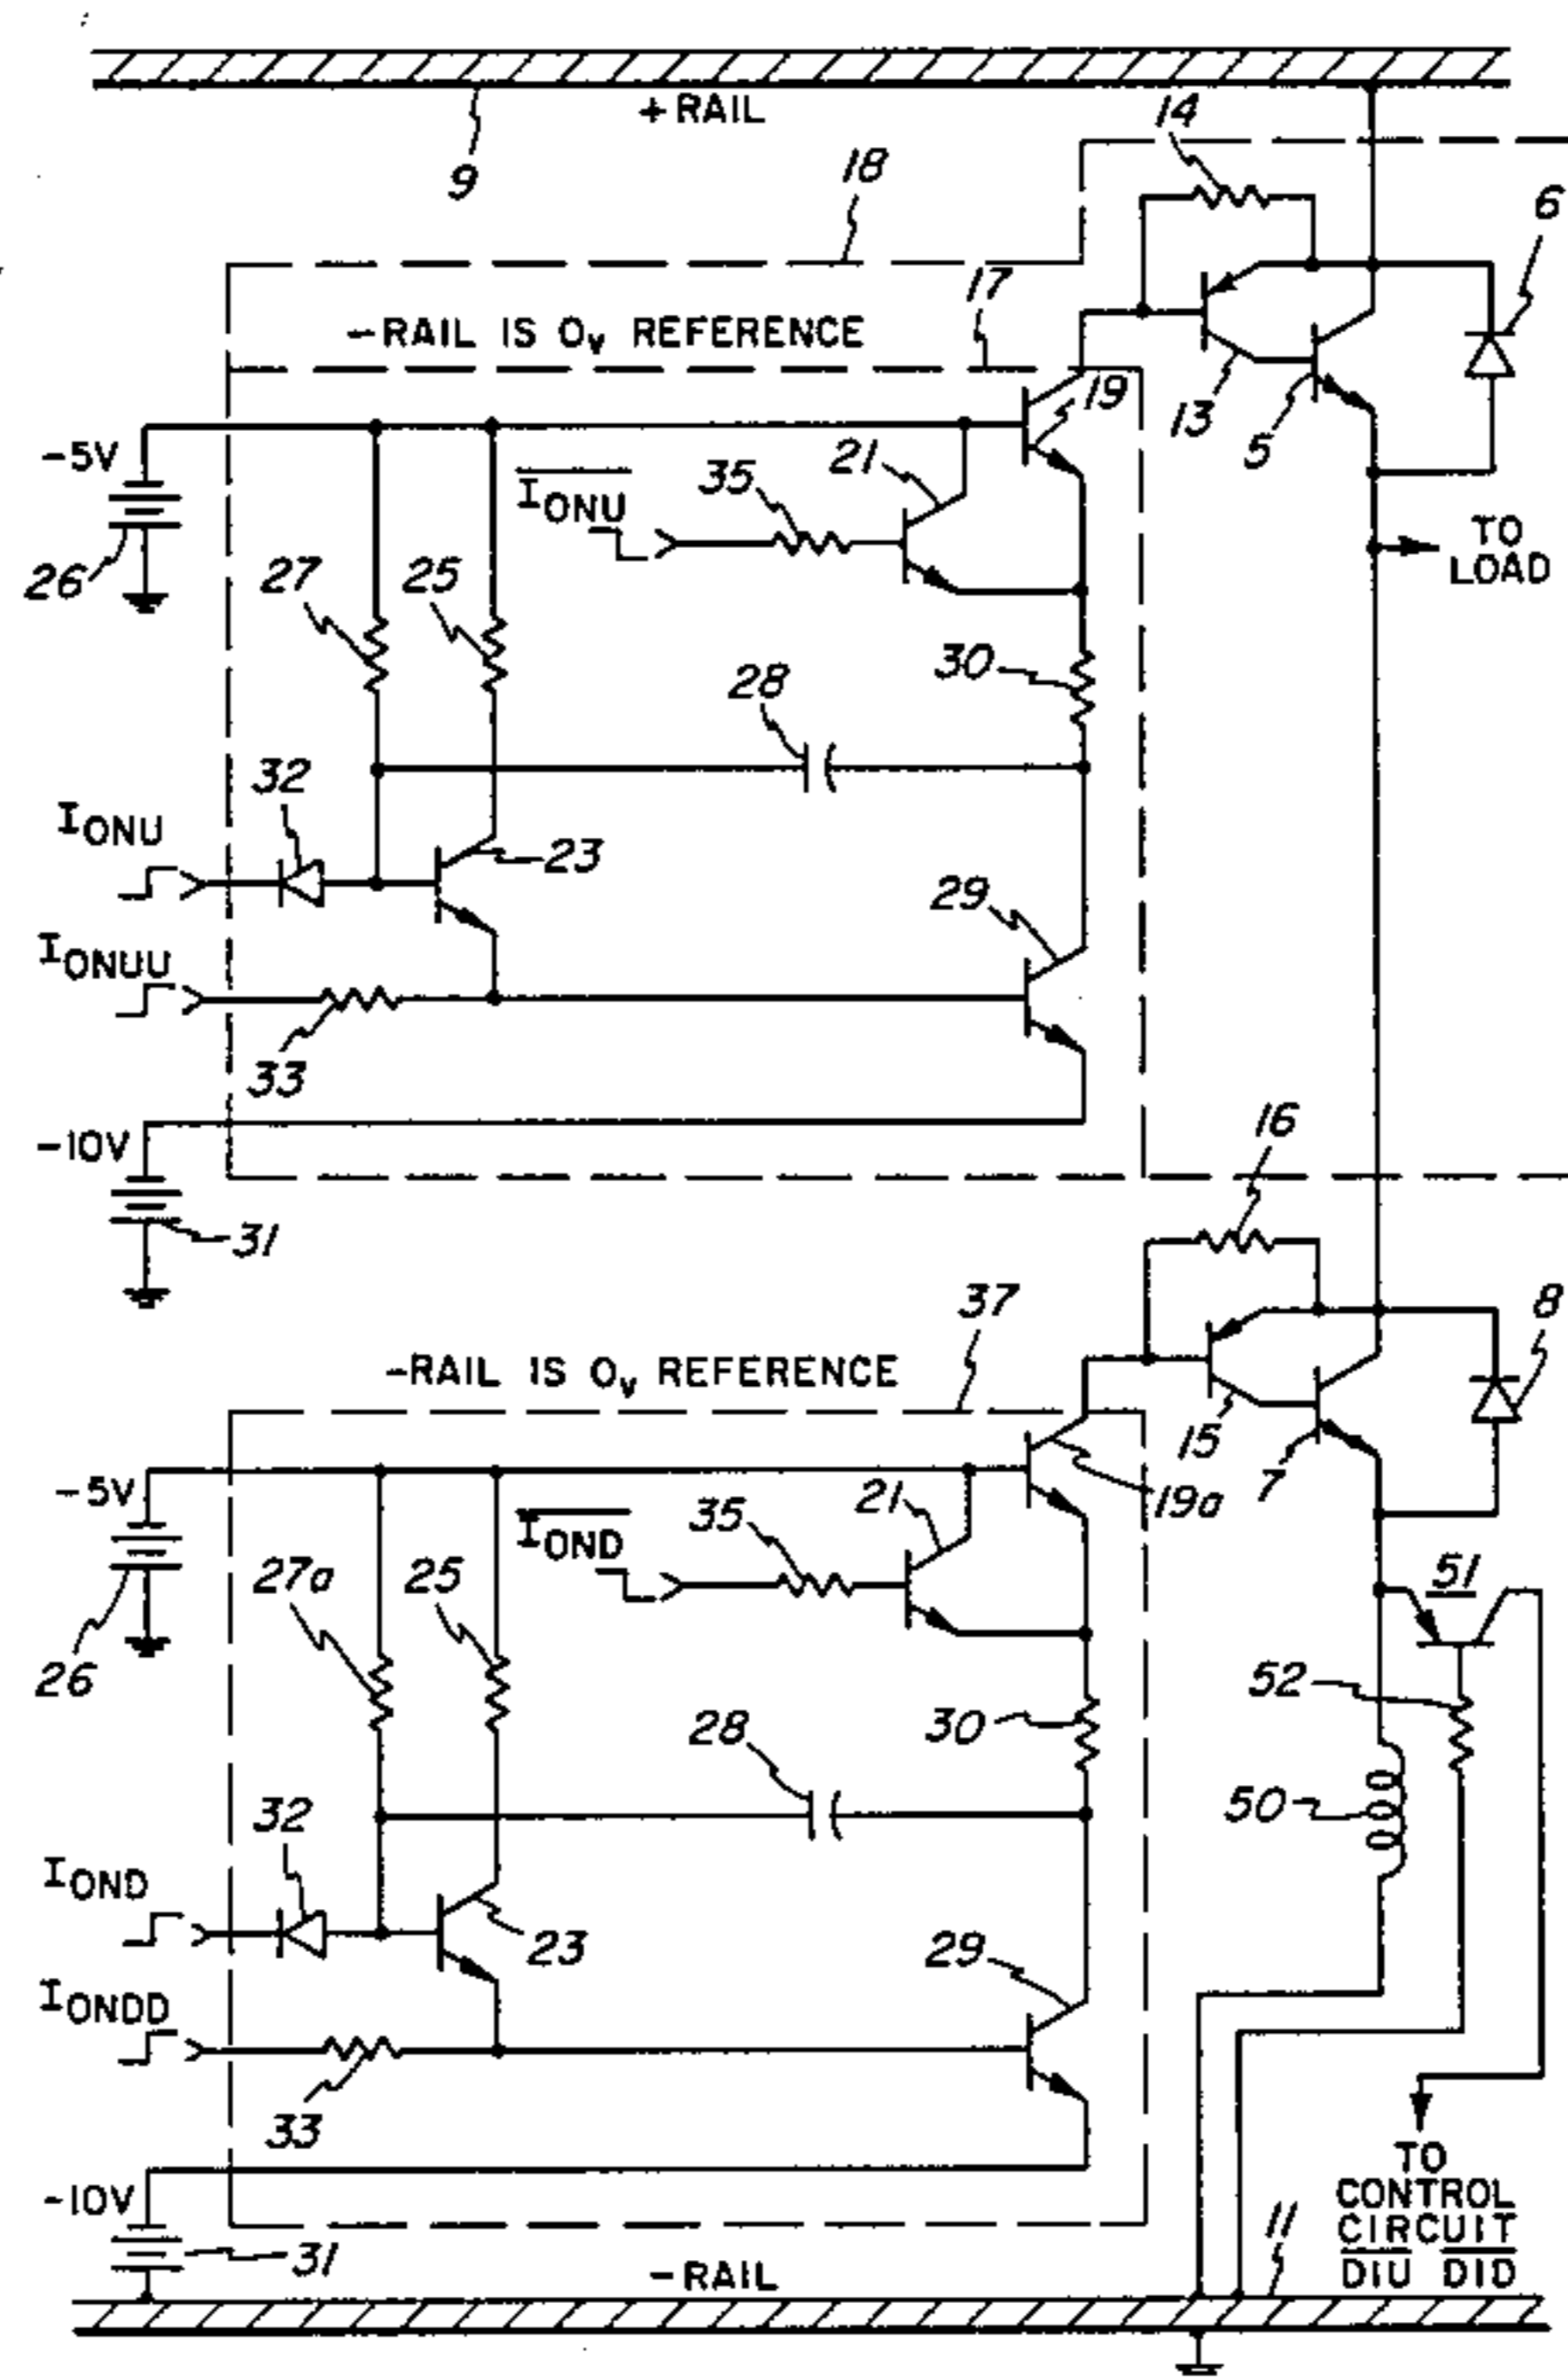 + RAIL
9
14
18
6
17
-RAIL IS Ov REFERENCE
19
13
5
-5V
IONU
35
21
TO
LOAD
26
27
25
30
28
32
IONU
23
29
IONUU
33
-10V
16
31
37
8
-RAIL IS Ov REFERENCE
15
7
19a
-5V
IOND
35
21
51
27a
25
26
52
28
30
50
32
IOND
23
29
IONDD
33
TO
CONTROL
CIRCUIT
DIU DID
-10V
11
31
-RAIL